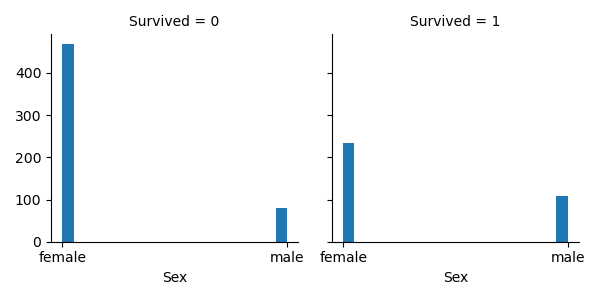 Survived = 0
Survived = 1
400
300
200
100
0
female
male
female
male
Sex
Sex